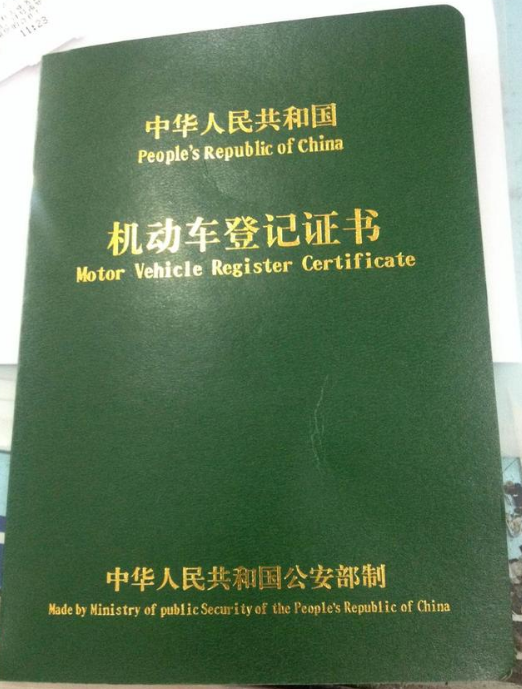 11:23
中华人民共和国
People's Republic of China
机动车登记证书
Motor Vehicle Register Certificate
中华人民共和国公安部制
Made by Ministry of public Security of the People's Republic of China